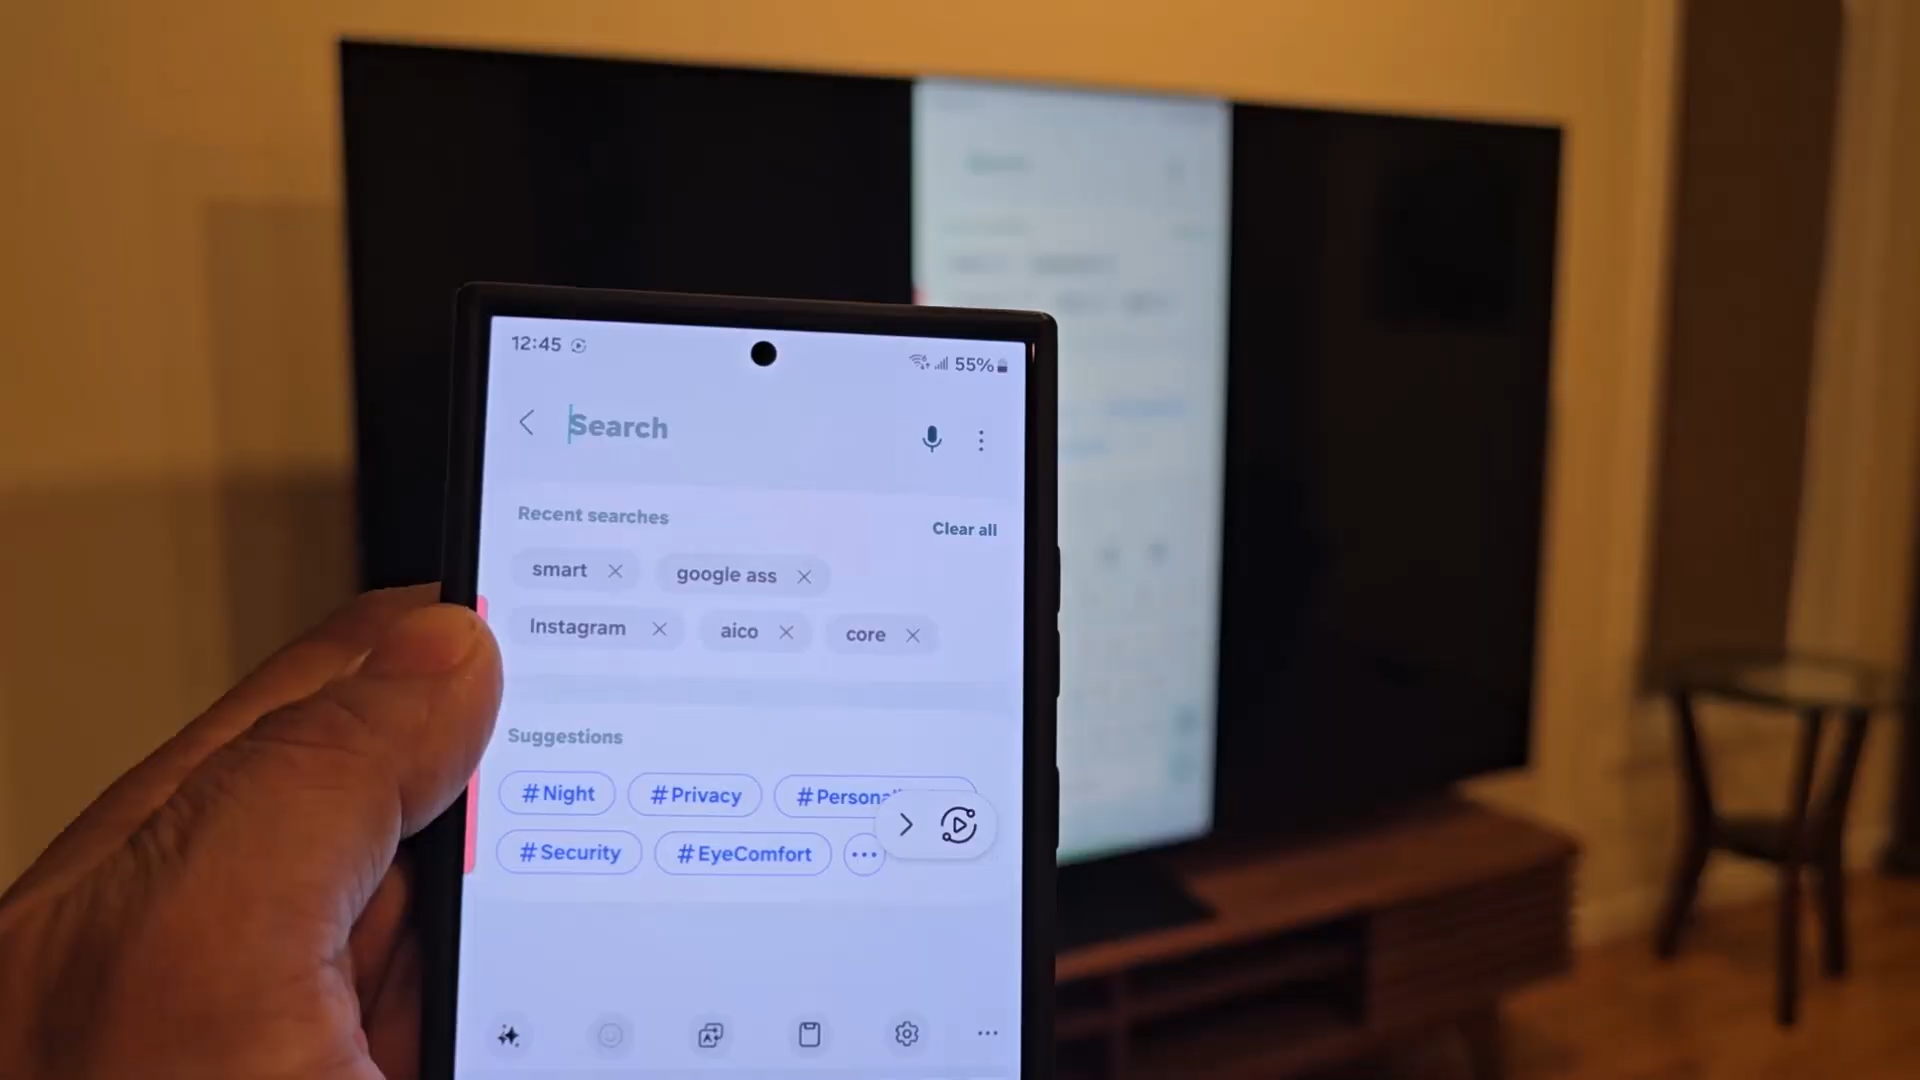 12:45 55%
Search
Recent searches Clear all
smart google ass
Instagram aico core
Suggestions
#Night #Privacy
#Security #EyeComfort